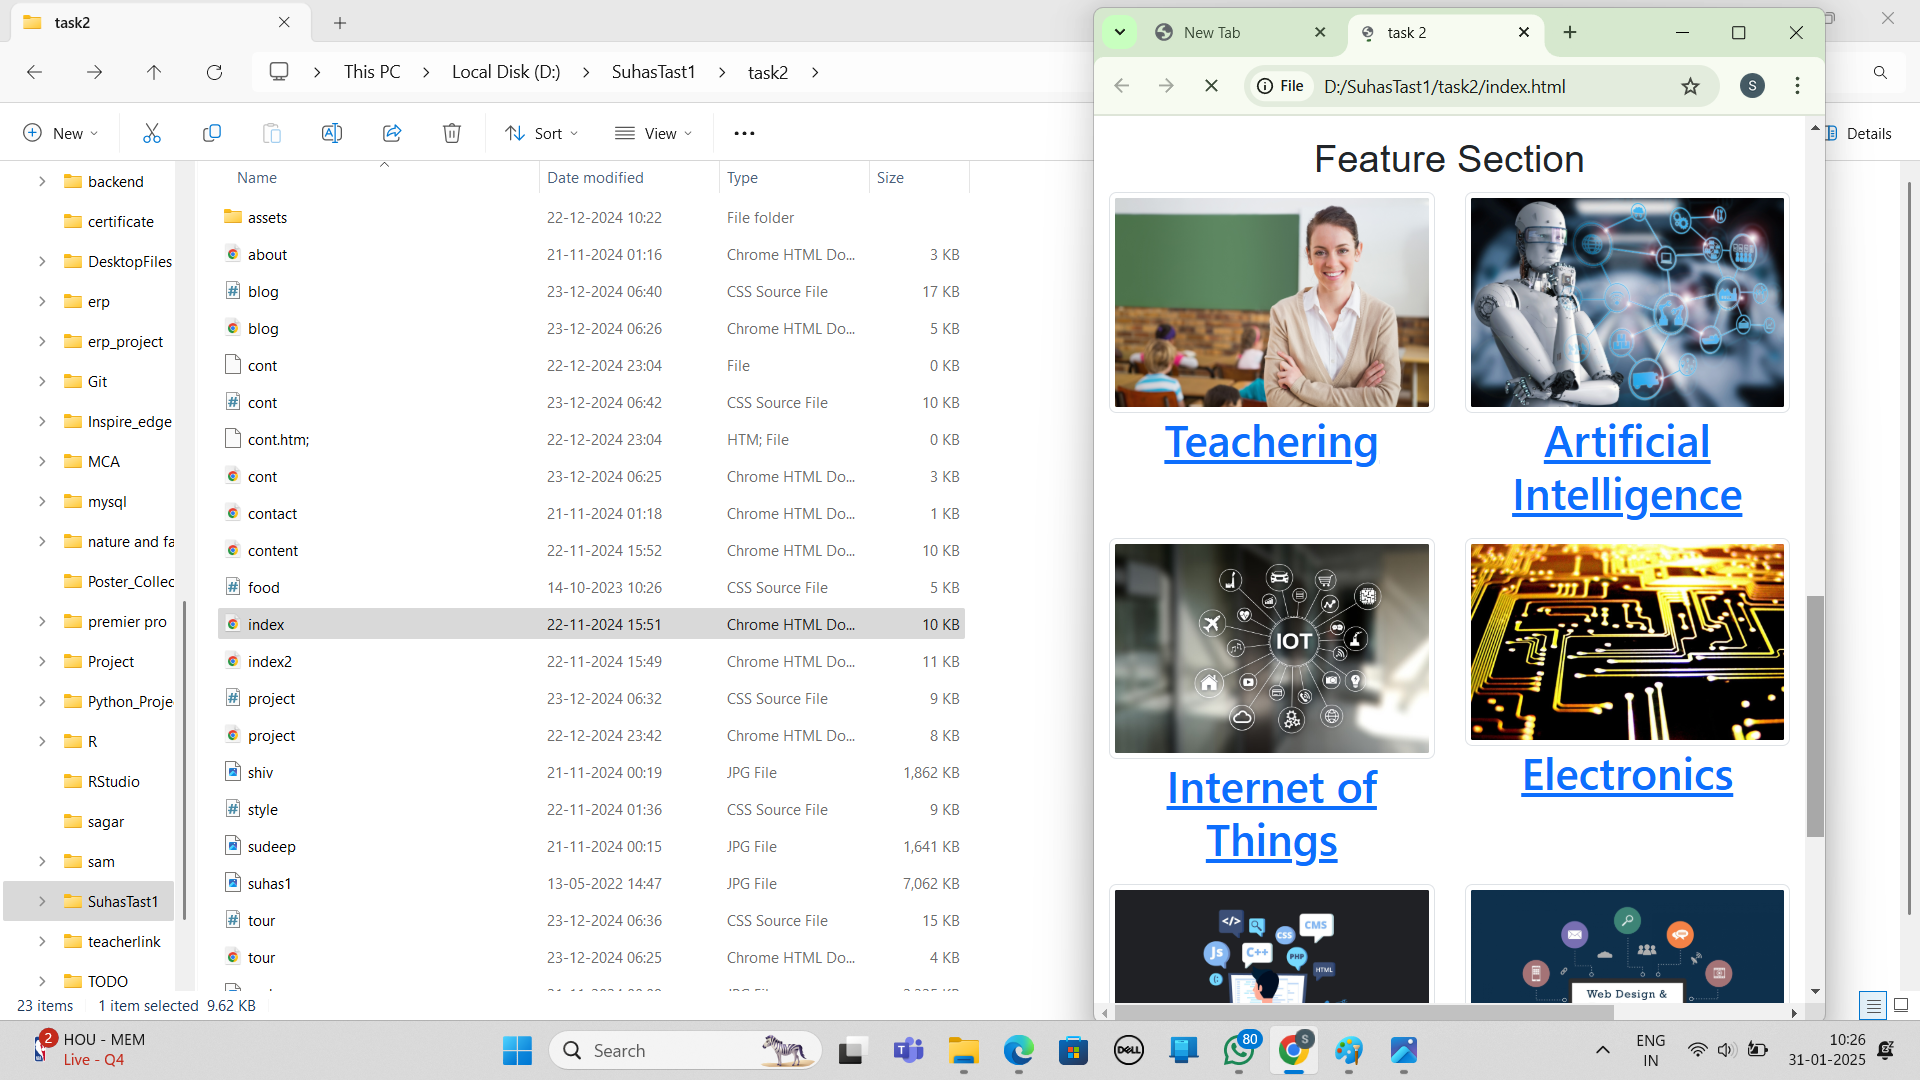 task2
This PC
Local Disk (D:)
SuhasTast1
task2
New
Sort
View
Details
backend
certificate
DesktopFiles
erp
erp_project
Git
Inspire_edge
MCA
mysql
nature and fa
Poster_Collec
premier pro
Project
Python_Proje
R
RStudio
sagar
sam
SuhasTast1
teacherlink
TODO
Name Date modified Type Size
assets 22-12-2024 10:22 File folder
about 21-11-2024 01:16 Chrome HTML Do... 3 KB
blog 23-12-2024 06:40 CSS Source File 17 KB
blog 23-12-2024 06:26 Chrome HTML Do... 5 KB
cont 22-12-2024 23:04 File 0 KB
cont 23-12-2024 06:42 CSS Source File 10 KB
cont.htm; 22-12-2024 23:04 HTM; File 0 KB
cont 23-12-2024 06:25 Chrome HTML Do... 3 KB
contact 21-11-2024 01:18 Chrome HTML Do... 1 KB
content 22-11-2024 15:52 Chrome HTML Do... 10 KB
food 14-10-2023 10:26 CSS Source File 5 KB
index 22-11-2024 15:51 Chrome HTML Do... 10 KB
index2 22-11-2024 15:49 Chrome HTML Do... 11 KB
project 23-12-2024 06:32 CSS Source File 9 KB
project 22-12-2024 23:42 Chrome HTML Do... 8 KB
shiv 21-11-2024 00:19 JPG File 1,862 KB
style 22-11-2024 01:36 CSS Source File 9 KB
sudeep 21-11-2024 00:15 JPG File 1,641 KB
suhas1 13-05-2022 14:47 JPG File 7,062 KB
tour 23-12-2024 06:36 CSS Source File 15 KB
tour 23-12-2024 06:25 Chrome HTML Do... 4 KB
23 items 1 item selected 9.62 KB
New Tab
task 2
File D:/SuhasTast1/task2/index.html
S
Feature Section
Teachering
Artificial
Intelligence
IOT
Internet of
Things
Electronics
</>
CMS
CSS
Js
C++
PHP
HTML
Web Design &
2
HOU - MEM
Live - Q4
Search
DELL
80
S
ENG
IN
10:26
31-01-2025